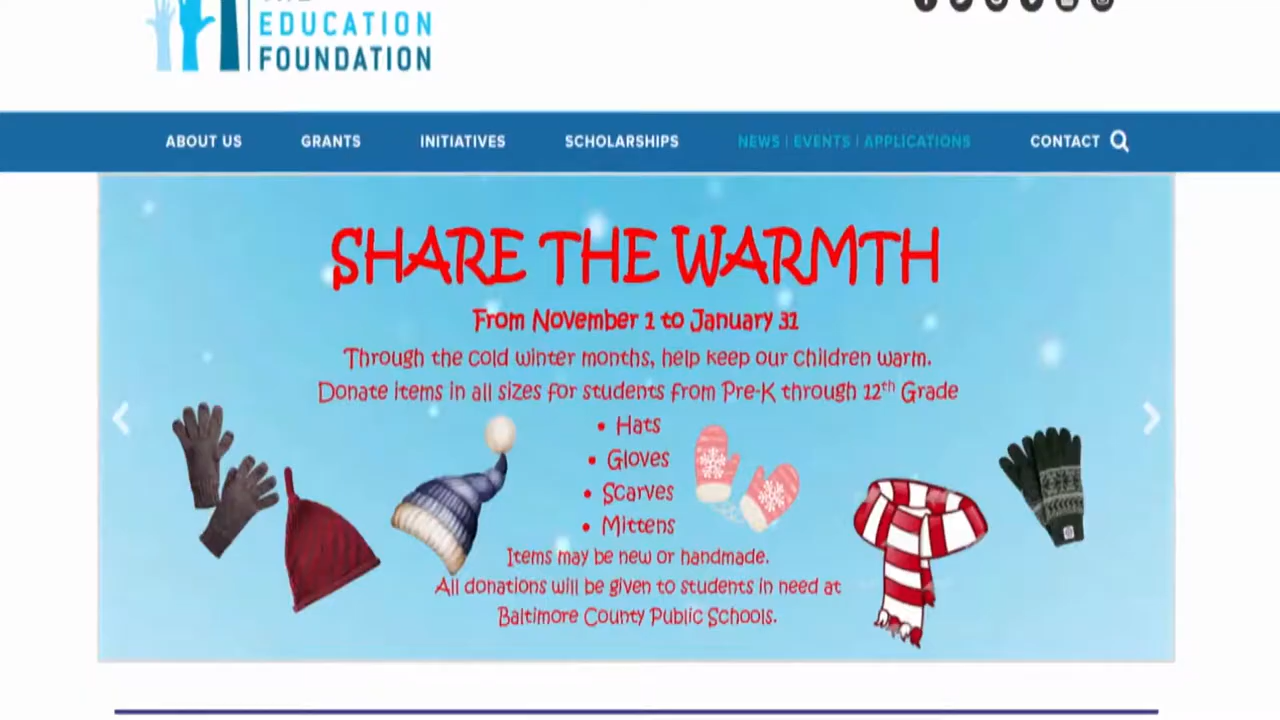 EDUCATION
FOUNDATION
ABOUT US GRANTS INITIATIVES SCHOLARSHIPS NEWS | EVENTS | APPLICATIONS CONTACT
SHARE THE WARMTH
From November 1 to January 31
Through the cold winter months, help keep our children warm.
Donate items in all sizes for students from Pre-K through 12th Grade
• Hats
• Gloves
• Scarves
• Mittens
Items may be new or handmade.
All donations will be given to students in need at
Baltimore County Public Schools.